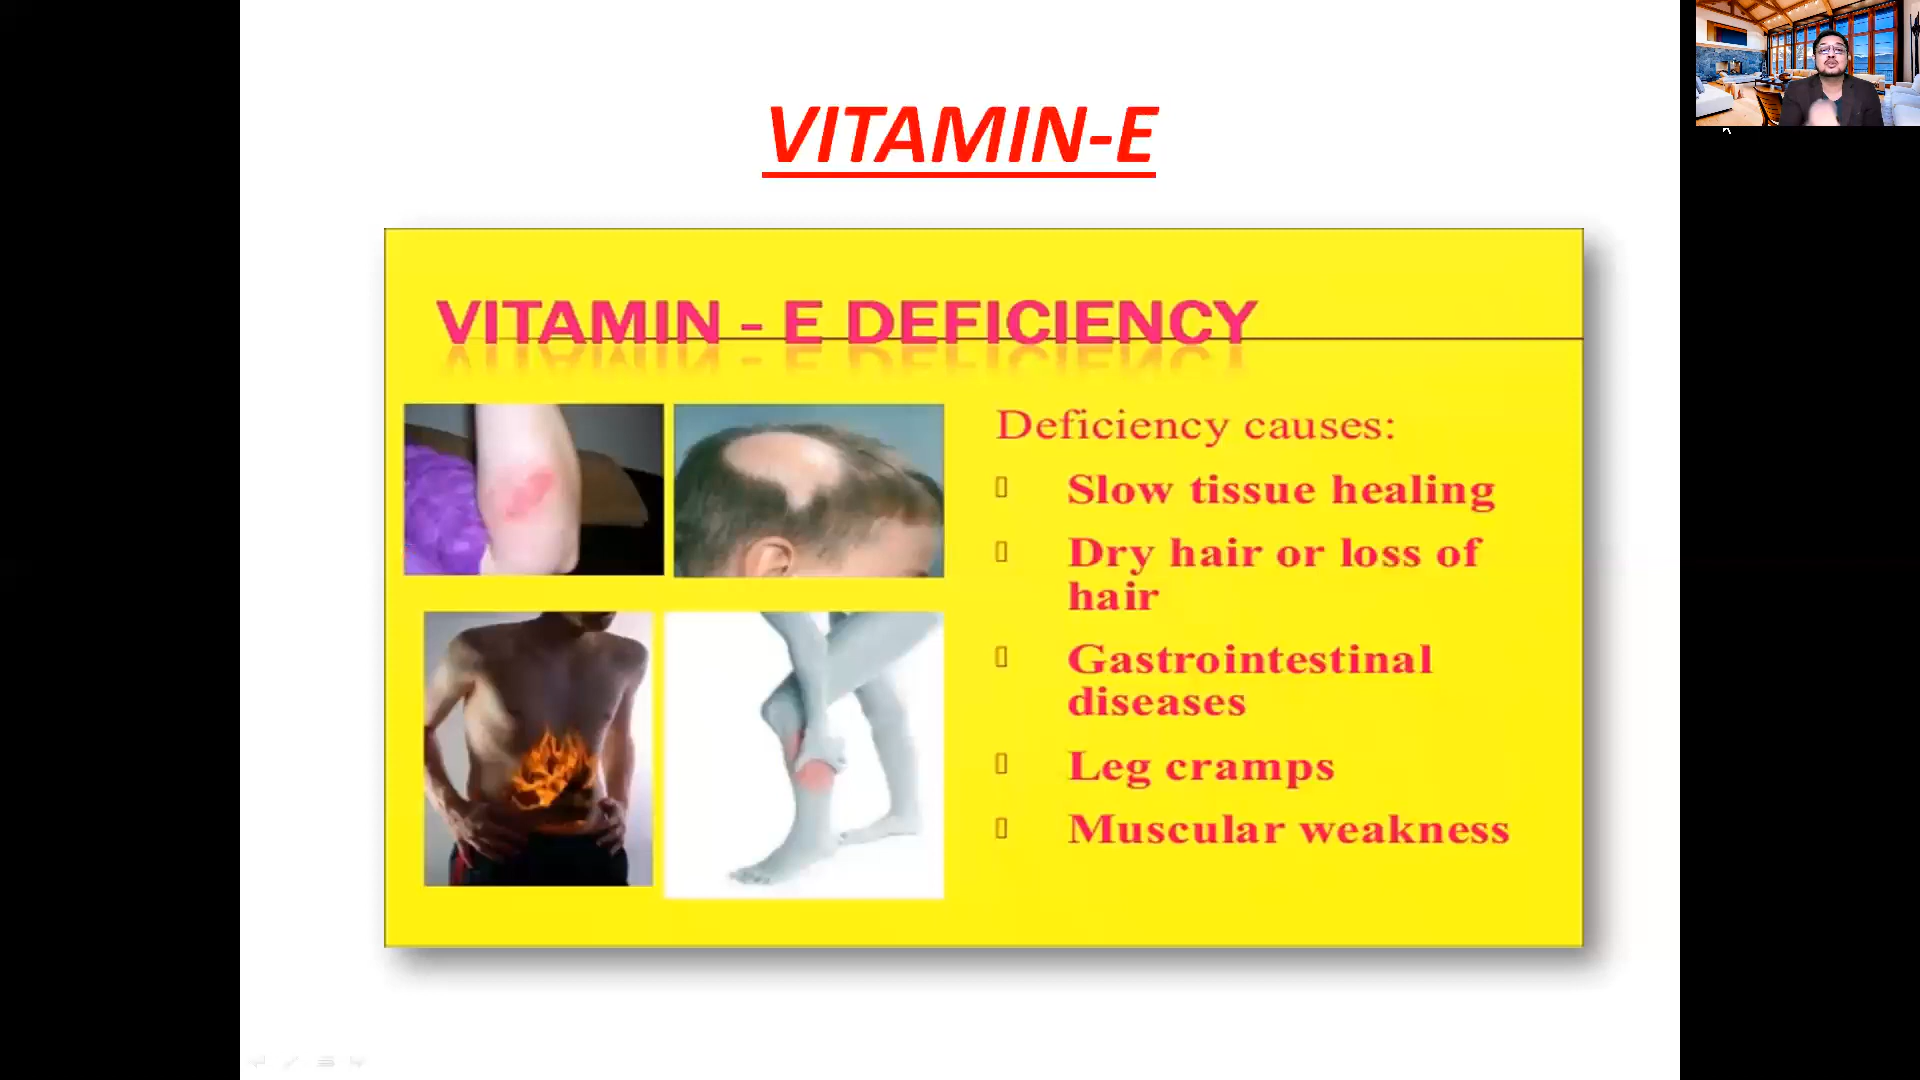 VITAMIN-E
VITAMIN - E DEFICIENCY
Deficiency causes:
Slow tissue healing
Dry hair or loss of
hair
Gastrointestinal
diseases
Leg cramps
Muscular weakness